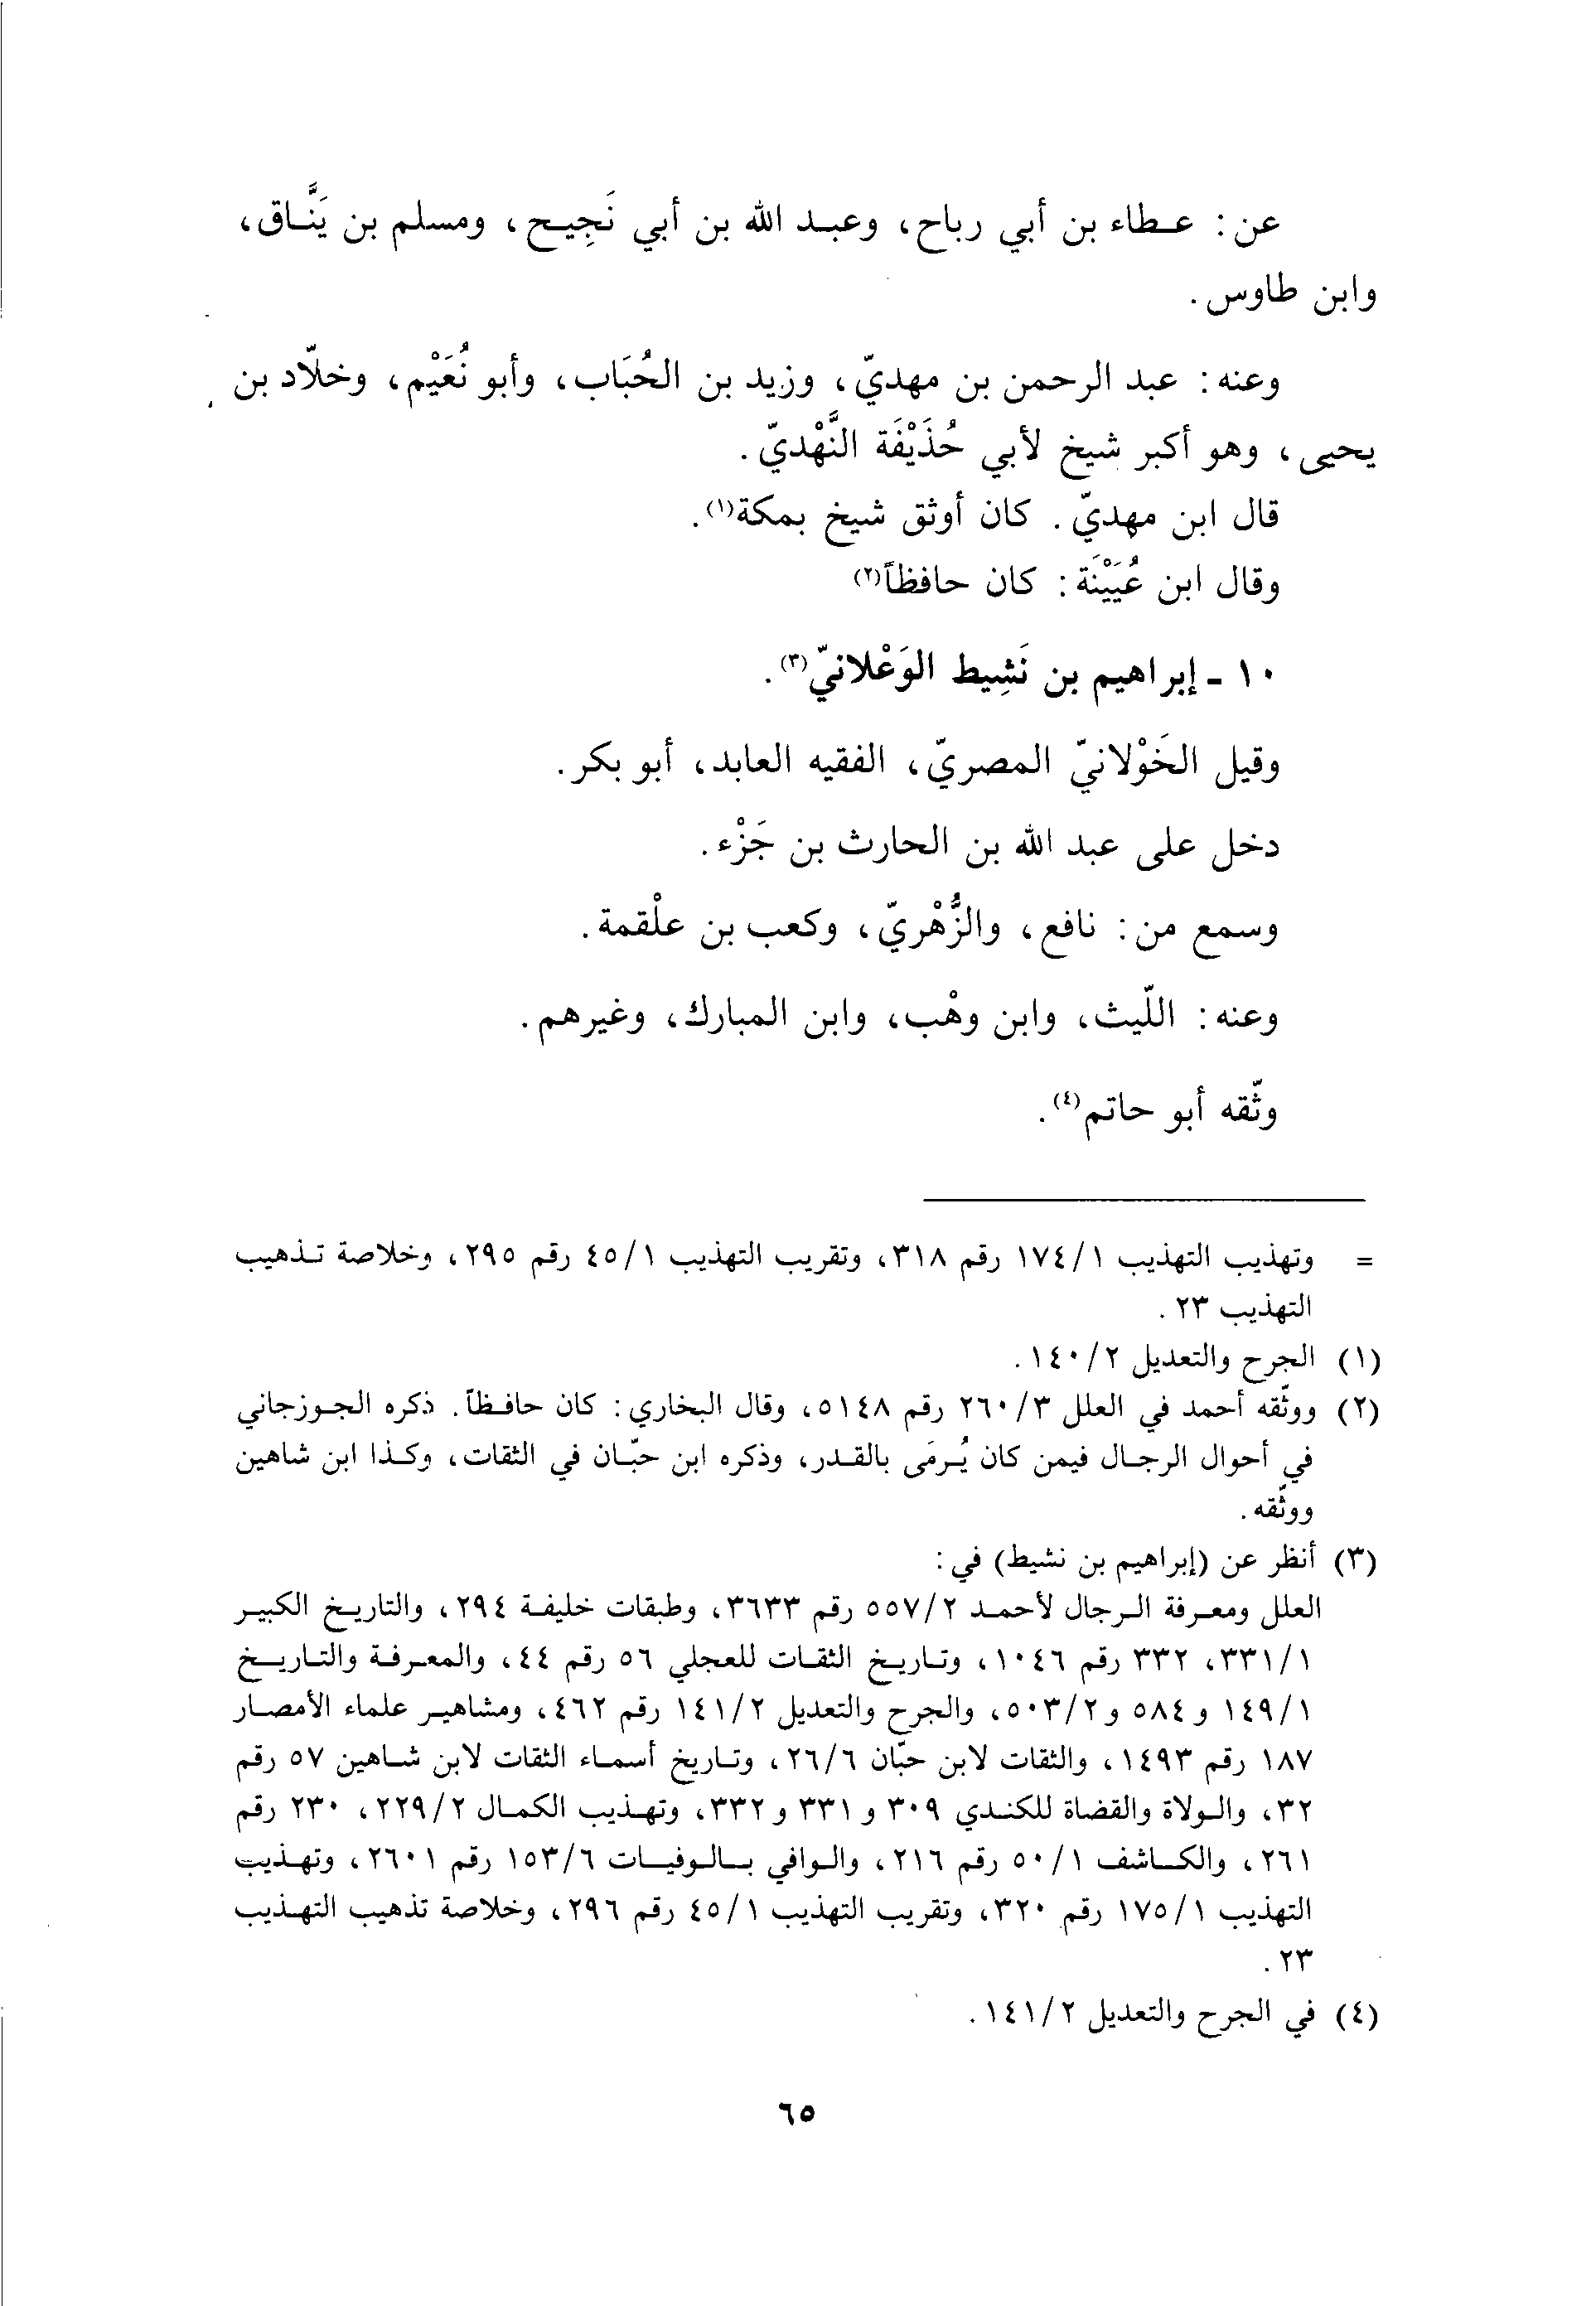 عن: عطاء بن أبي رباح، وعبد الله بن أبي نَجِيح، ومسلم بن يَنَّاق،
وابن طاوس.
وعنه: عبد الرحمن بن مهديّ، وزيد بن الحُبَاب، وأبو نُعَيْم، وخلّاد بن
يحيى، وهو أكبر شيخ لأبي حُذَيْفَة النَّهْديّ.
قال ابن مهديّ. كان أوثق شيخ بمكة(١).
وقال ابن عُيَيْنَة: كان حافظاً(٢)
١٠ - إبراهيم بن نَشِيط الوَعْلانيّ(٣).
وقيل الخَوْلانيّ المصريّ، الفقيه العابد، أبو بكر.
دخل على عبد الله بن الحارث بن جَزْء.
وسمع من: نافع، والزُّهْريّ، وكعب بن علْقمة.
وعنه: اللّيث، وابن وهْب، وابن المبارك، وغيرهم.
وثّقه أبو حاتم(٤).
= وتهذيب التهذيب ١/١٧٤ رقم ٣١٨، وتقريب التهذيب ١/٤٥ رقم ٢٩٥، وخلاصة تذهيب
التهذيب ٢٣.
(١) الجرح والتعديل ٢/١٤٠.
(٢) ووثّقه أحمد في العلل ٣/٢٦٠ رقم ٥١٤٨، وقال البخاري: كان حافظاً. ذكره الجوزجاني
في أحوال الرجال فيمن كان يُرمَى بالقدر، وذكره ابن حبّان في الثقات، وكذا ابن شاهين
ووثّقه.
(٣) أنظر عن (إبراهيم بن نشيط) في:
العلل ومعرفة الرجال لأحمد ٢/٥٥٧ رقم ٣٦٣٣، وطبقات خليفة ٢٩٤، والتاريخ الكبير
١/٣٣١، ٣٣٢ رقم ١٠٤٦، وتاريخ الثقات للعجلي ٥٦ رقم ٤٤، والمعرفة والتاريخ
١/١٤٩ و ٥٨٤ و ٢/٥٠٣، والجرح والتعديل ٢/١٤١ رقم ٤٦٢، ومشاهير علماء الأمصار
١٨٧ رقم ١٤٩٣، والثقات لابن حبّان ٦/٢٦، وتاريخ أسماء الثقات لابن شاهين ٥٧ رقم
٣٢، والولاة والقضاة للكندي ٣٠٩ و ٣٣١ و ٣٣٢، وتهذيب الكمال ٢/٢٢٩، ٢٣٠ رقم
٢٦١، والكاشف ١/٥٠ رقم ٢١٦، والوافي بالوفيات ٦/١٥٣ رقم ٢٦٠١، وتهذيب
التهذيب ١/١٧٥ رقم ٣٢٠، وتقريب التهذيب ١/٤٥ رقم ٢٩٦، وخلاصة تذهيب التهذيب
٢٣.
(٤) في الجرح والتعديل ٢/١٤١.
٦٥